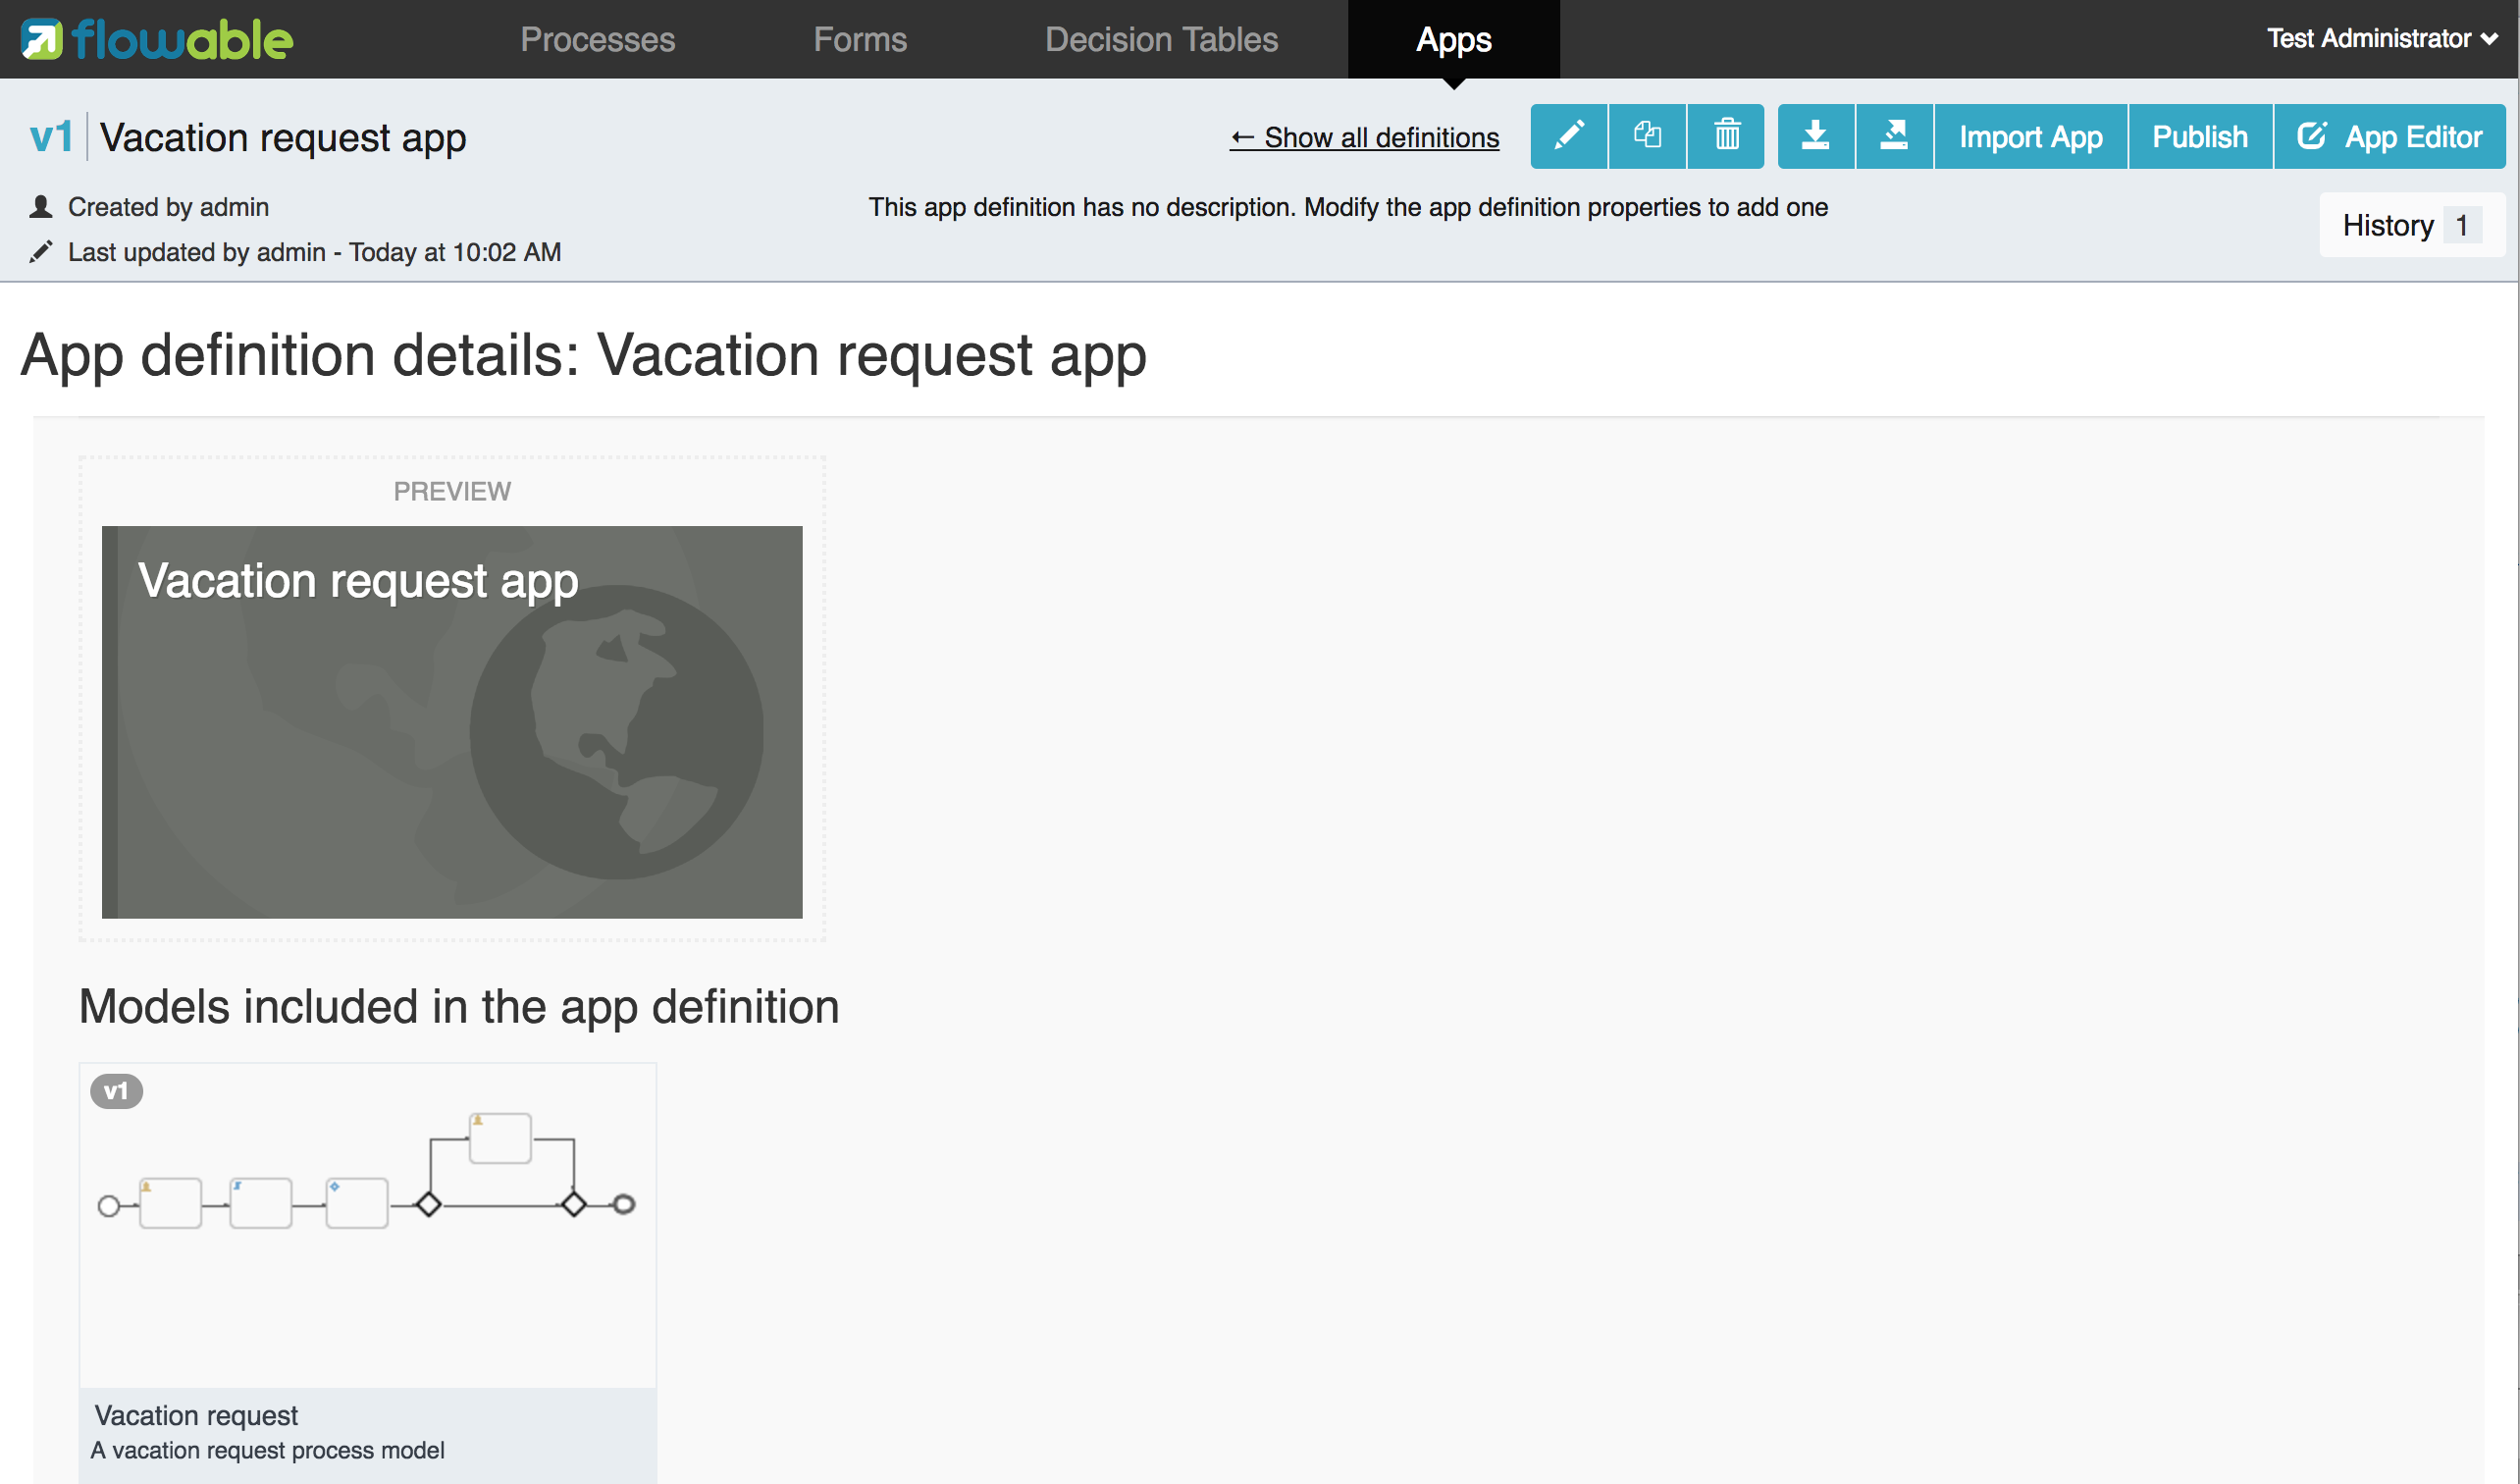 flowable Processes Forms Decision Tables Apps Test Administrator
v1 Vacation request app ← Show all definitions Import App Publish App Editor
Created by admin This app definition has no description. Modify the app definition properties to add one
History 1
Last updated by admin - Today at 10:02 AM
App definition details: Vacation request app
PREVIEW
Vacation request app
Models included in the app definition
v1
Vacation request
A vacation request process model